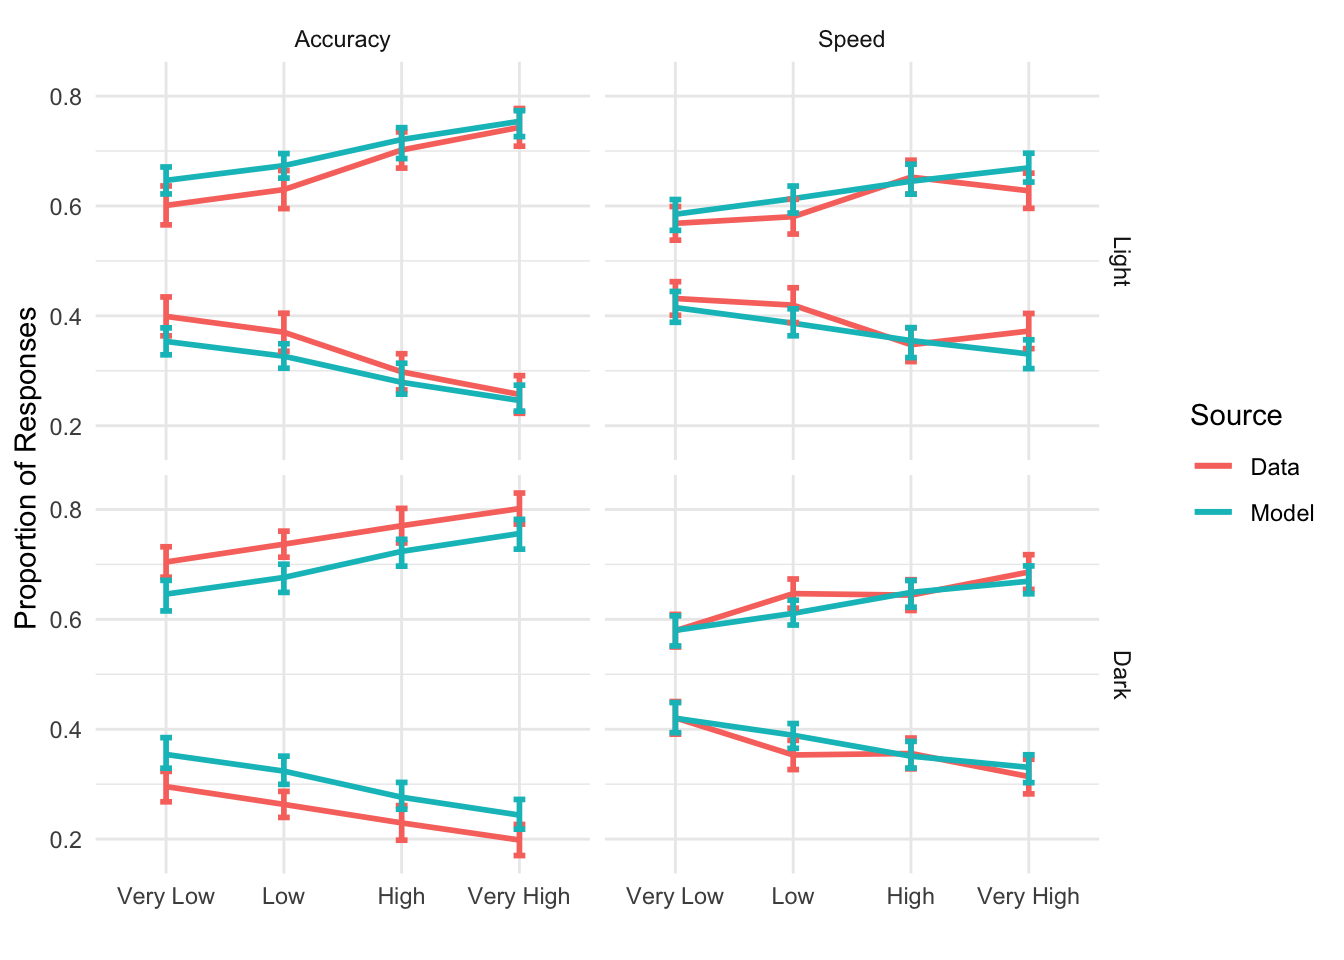 Accuracy
Speed
0.8
0.6
0.4
0.2
Light
0.8
0.6
0.4
0.2
Dark
Proportion of Responses
Very Low
Low
High
Very High
Very Low
Low
High
Very High
Source
Data
Model